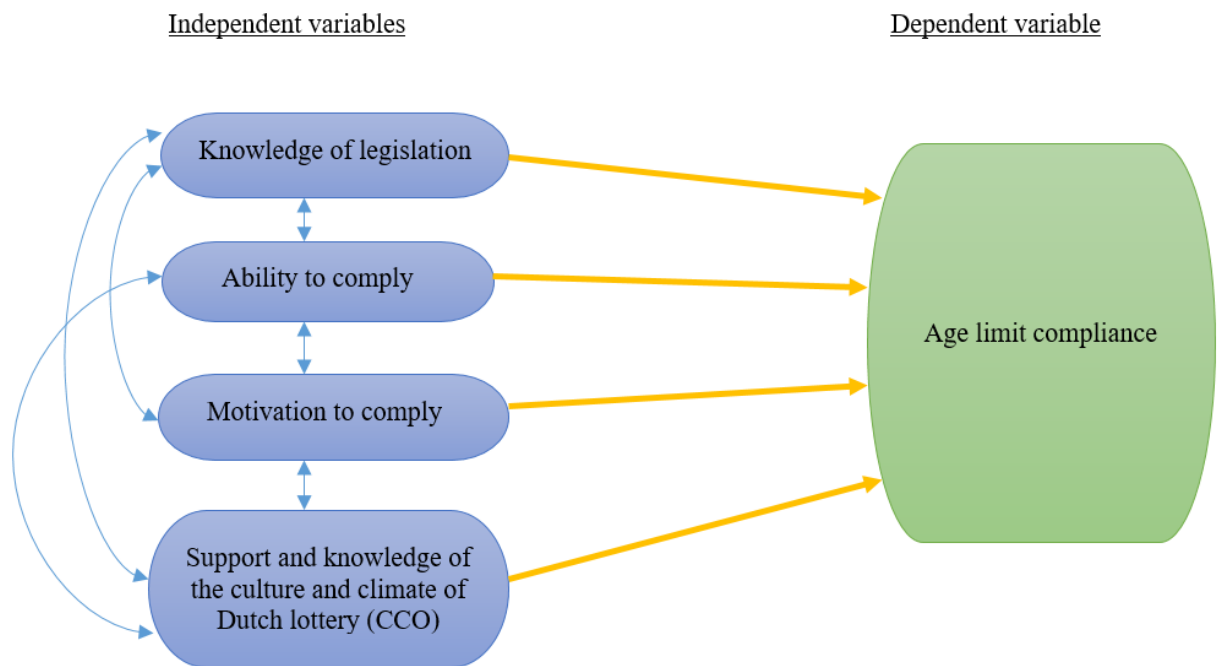 Independent variables
Dependent variable
Knowledge of legislation
Ability to comply
Age limit compliance
Motivation to comply
Support and knowledge of
the culture and climate of
Dutch lottery (CCO)